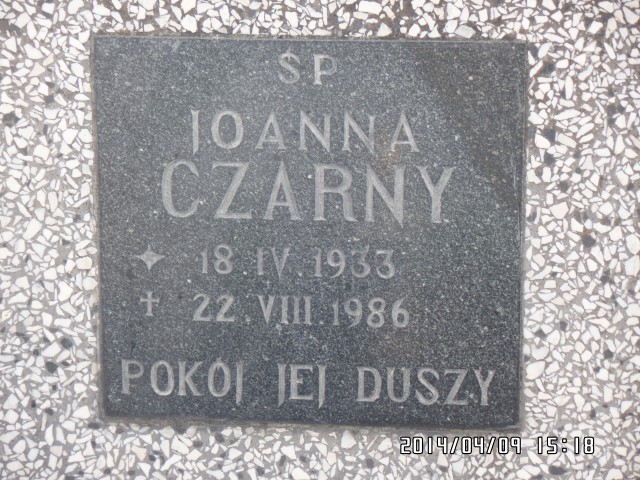 SP
JOANNA
CZARNY
18 IV. 1933
† 22. VIII. 1986
POKÓJ JEJ DUSZY
2014/04/09 15:18